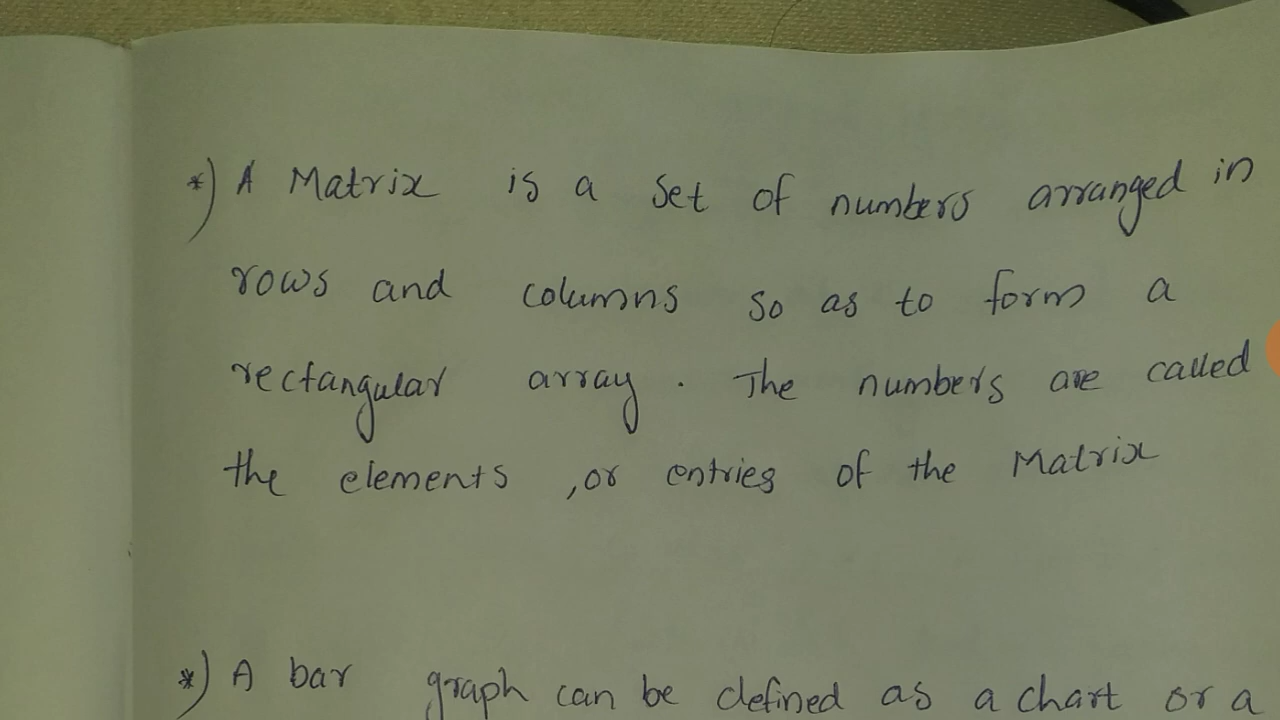 *) A Matrix is a set of numbers arranged in
rows and columns so as to form a
rectangular array. The numbers are called
the elements ,or entries of the Matrix
*) A bar graph can be defined as a chart or a